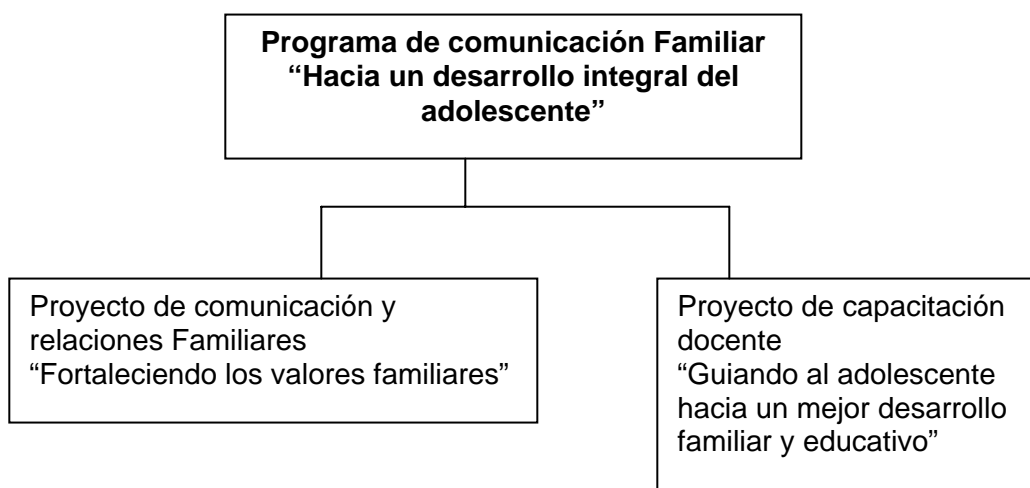 Programa de comunicación Familiar
“Hacia un desarrollo integral del
adolescente”
Proyecto de comunicación y
relaciones Familiares
“Fortaleciendo los valores familiares”
Proyecto de capacitación
docente
“Guiando al adolescente
hacia un mejor desarrollo
familiar y educativo”